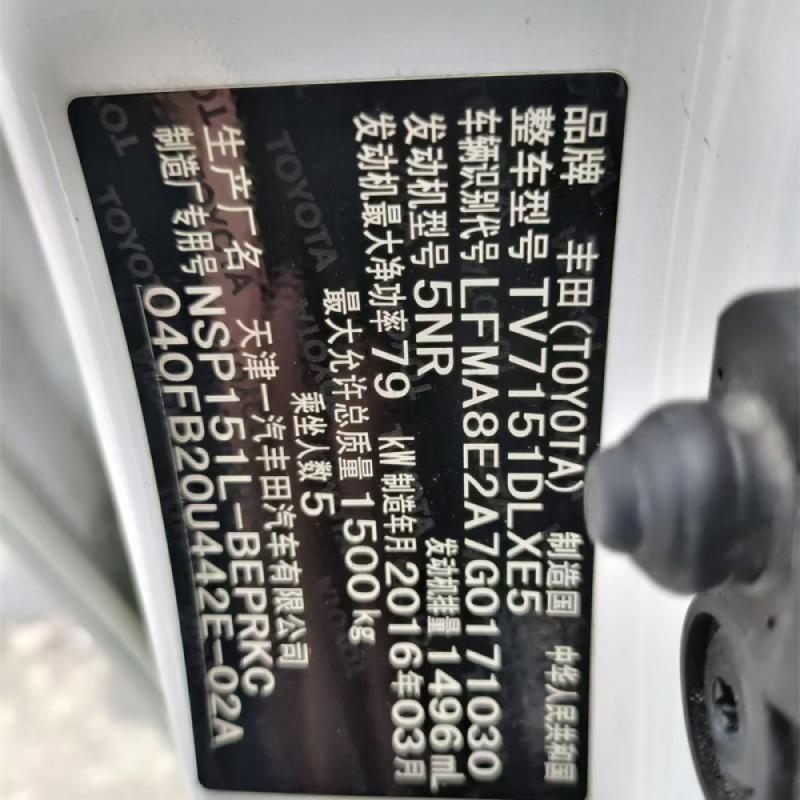 品牌 丰田(TOYOTA) 制造国 中华人民共和国
整车型号 TV7151DLXE5
车辆识别代号 LFMA8E2A7G0171030
发动机型号 5NR 发动机排量 1496mL
发动机最大净功率 79 kW 制造年月 2016年03月
最大允许总质量 1500kg
乘坐人数 5
生产厂名 天津一汽丰田汽车有限公司
制造厂专用号 NSP151L-BEPRKC
040FB20U442E-02A